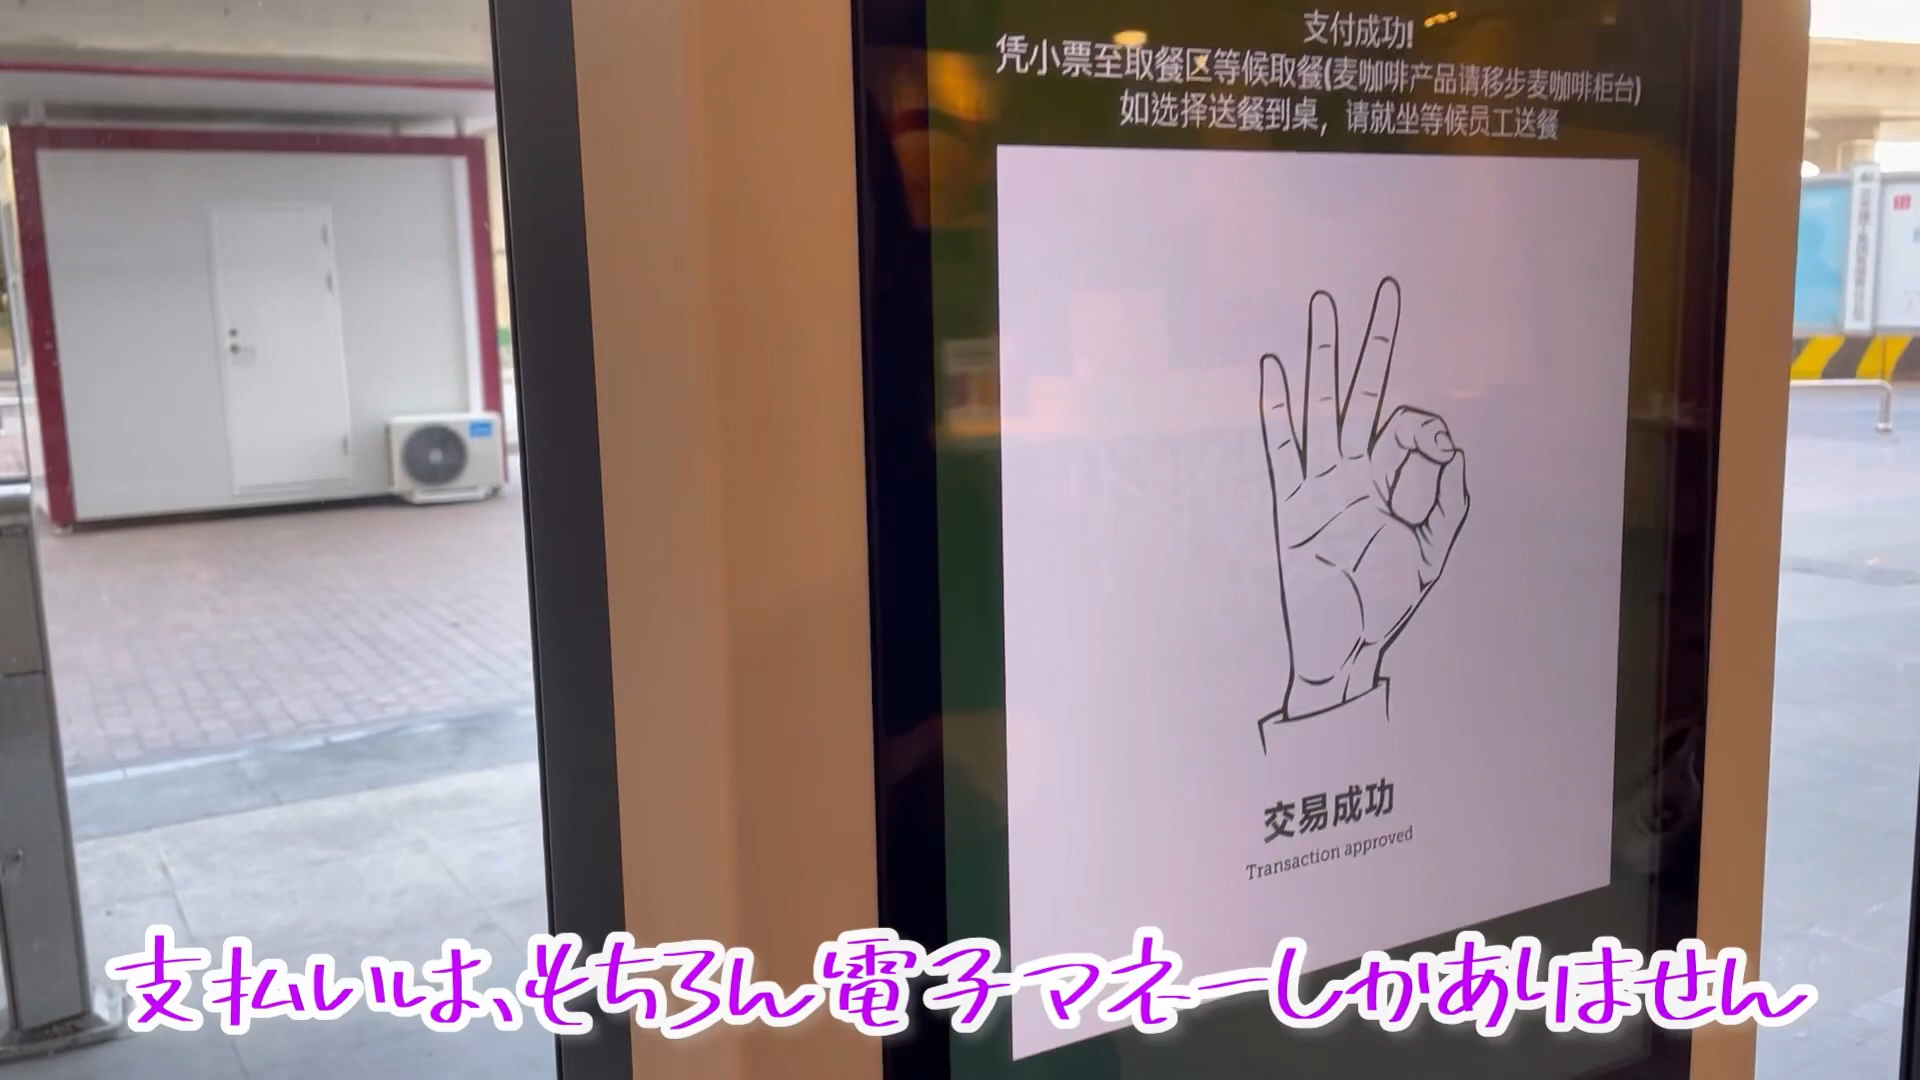 支付成功!
凭小票至取餐区等候取餐(麦咖啡产品请移步麦咖啡柜台)
如选择送餐到桌，请就坐等候员工送餐
交易成功
Transaction approved
支払いは、もちろん電子マネーしかありません